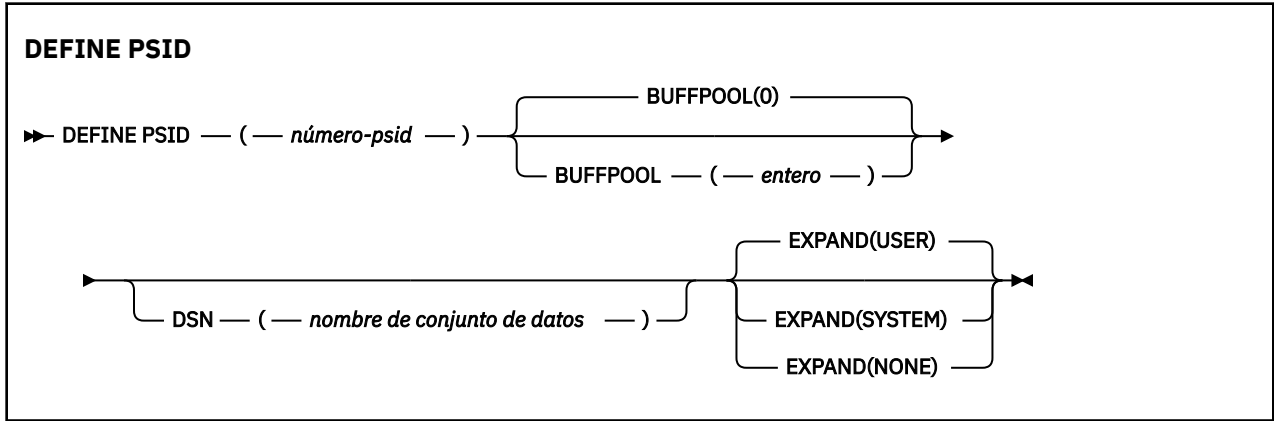 DEFINE PSID
BUFFPOOL(0)
DEFINE PSID ( número-psid )
BUFFPOOL ( entero )
EXPAND(USER)
DSN ( nombre de conjunto de datos ) EXPAND(SYSTEM)
EXPAND(NONE)